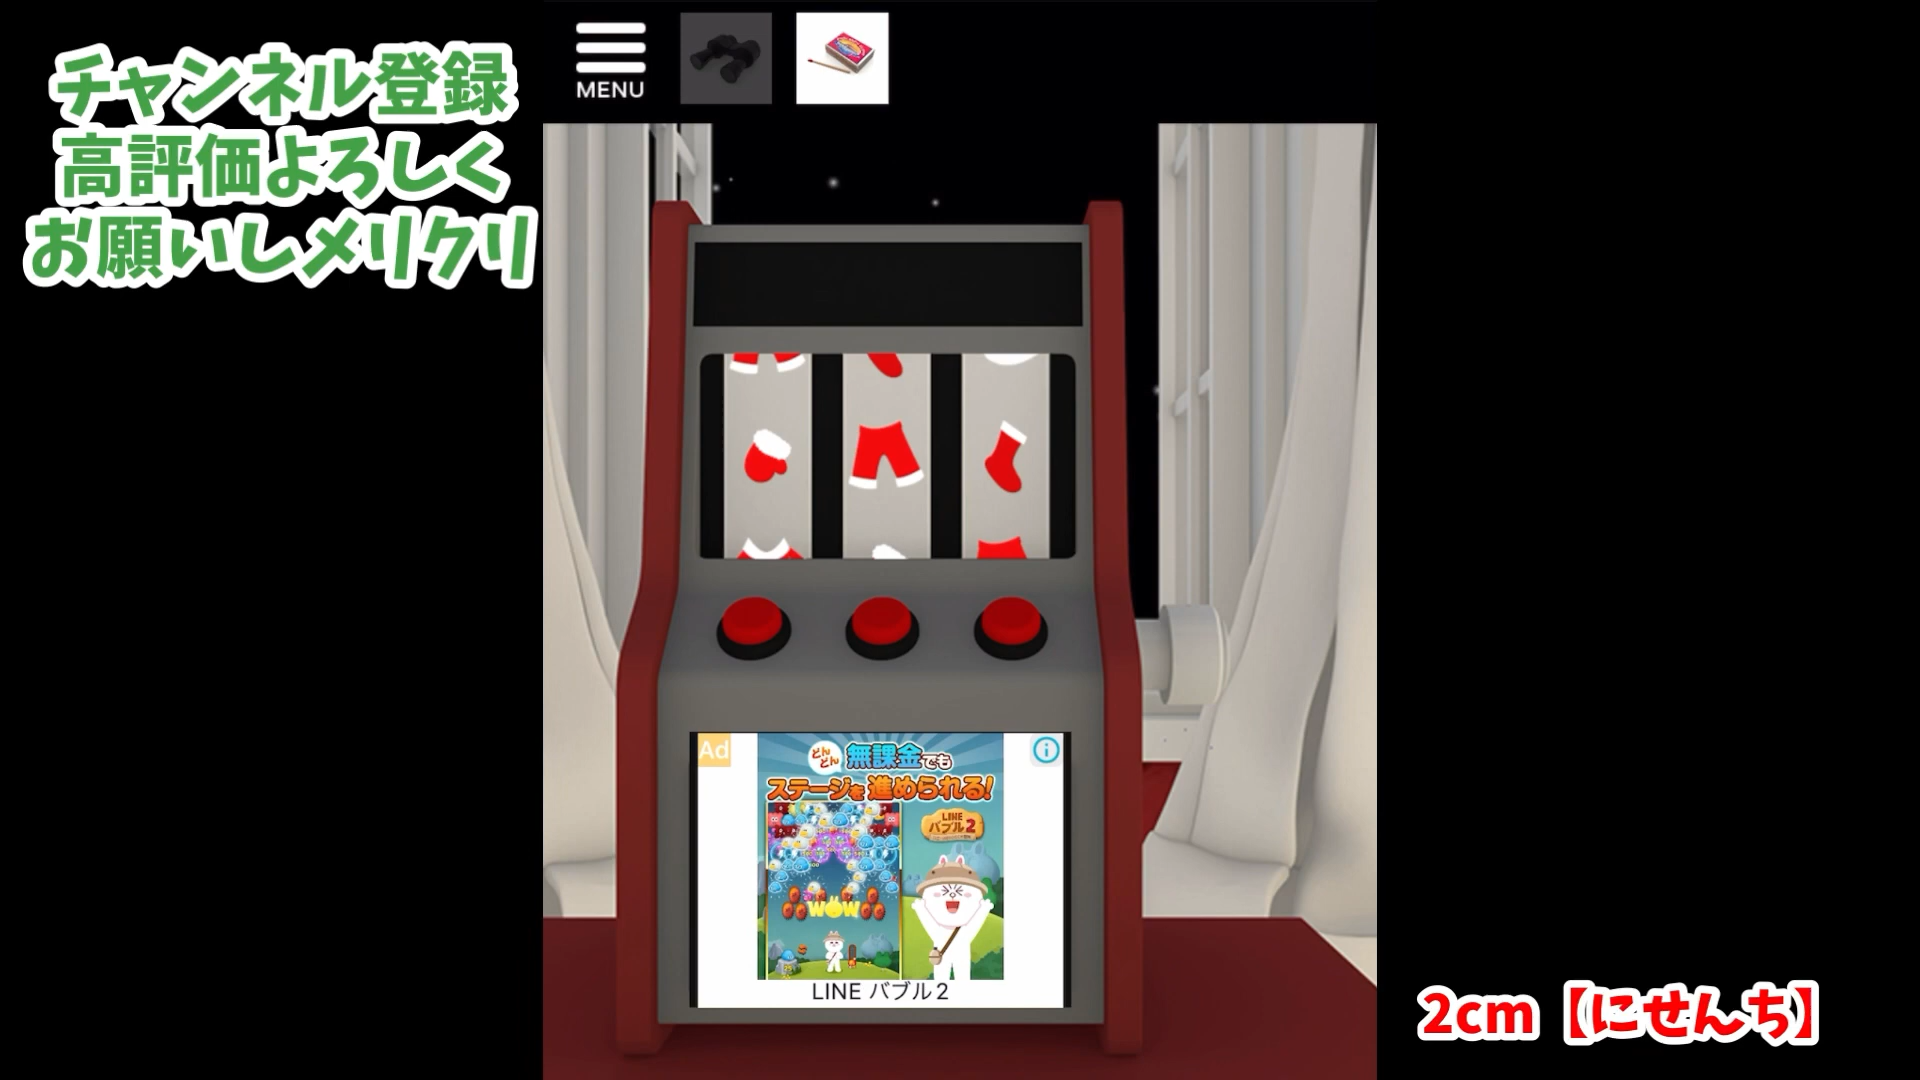 チャンネル登録
高評価よろしく
お願いしメリクリ
MENU
Ad
どんどん 無課金でも
ステージを進められる!
LINE
バブル2
WOW
LINE バブル2
2cm【にせんち】